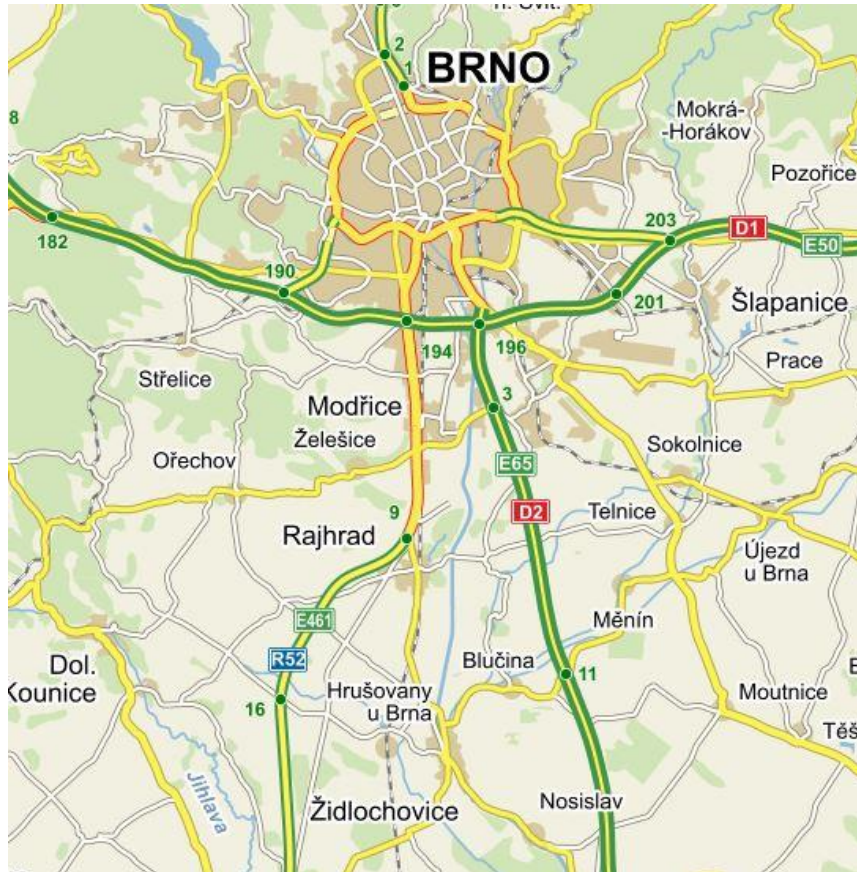 2
1
BRNO
8
Mokrá-
-Horákov
Pozořice
182
203
D1
E50
190
201
Šlapanice
194
196
Prace
Střelice
3
Modřice
Želešice
Sokolnice
Ořechov
E65
9
D2
Telnice
Rajhrad
Újezd
u Brna
E461
Měnín
R52
Blučina
11
Dol.
Kounice
16
Hrušovany
u Brna
Moutnice
Těš
Jihlava
Židlochovice
Nosislav